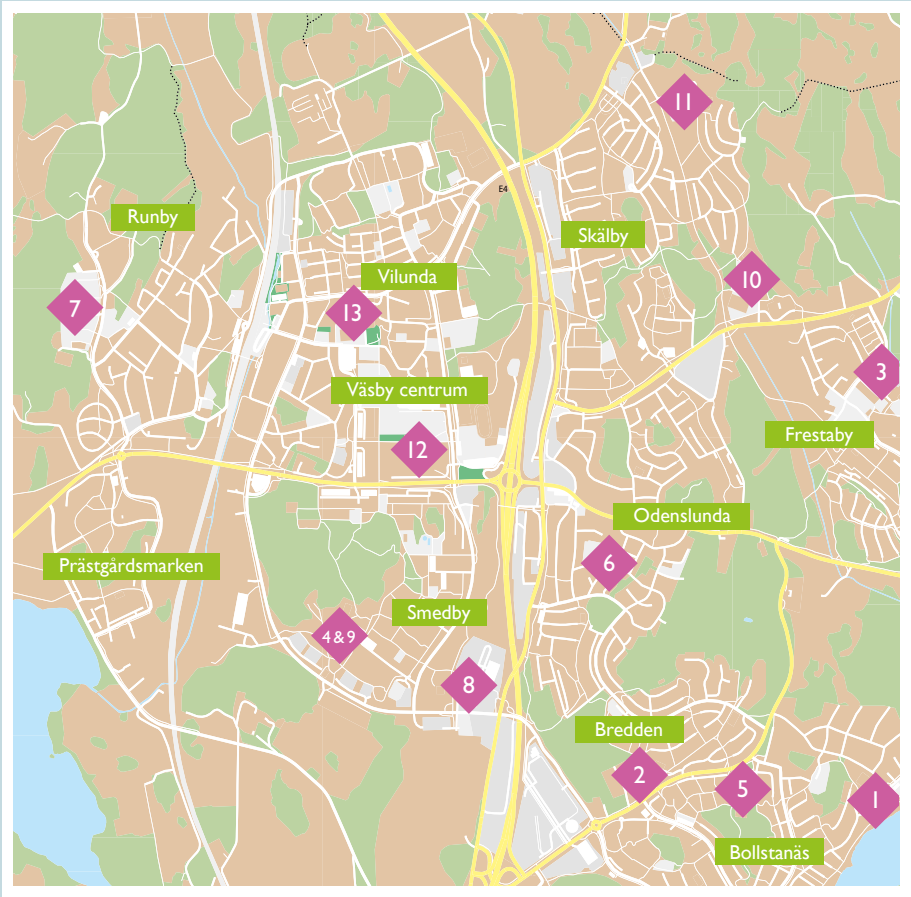 11
E4
Runby
Skälby
Vilunda
10
7
13
3
Väsby centrum
Frestaby
12
Odenslunda
6
Prästgårdsmarken
Smedby
4&9
8
Bredden
2
5
1
Bollstanäs